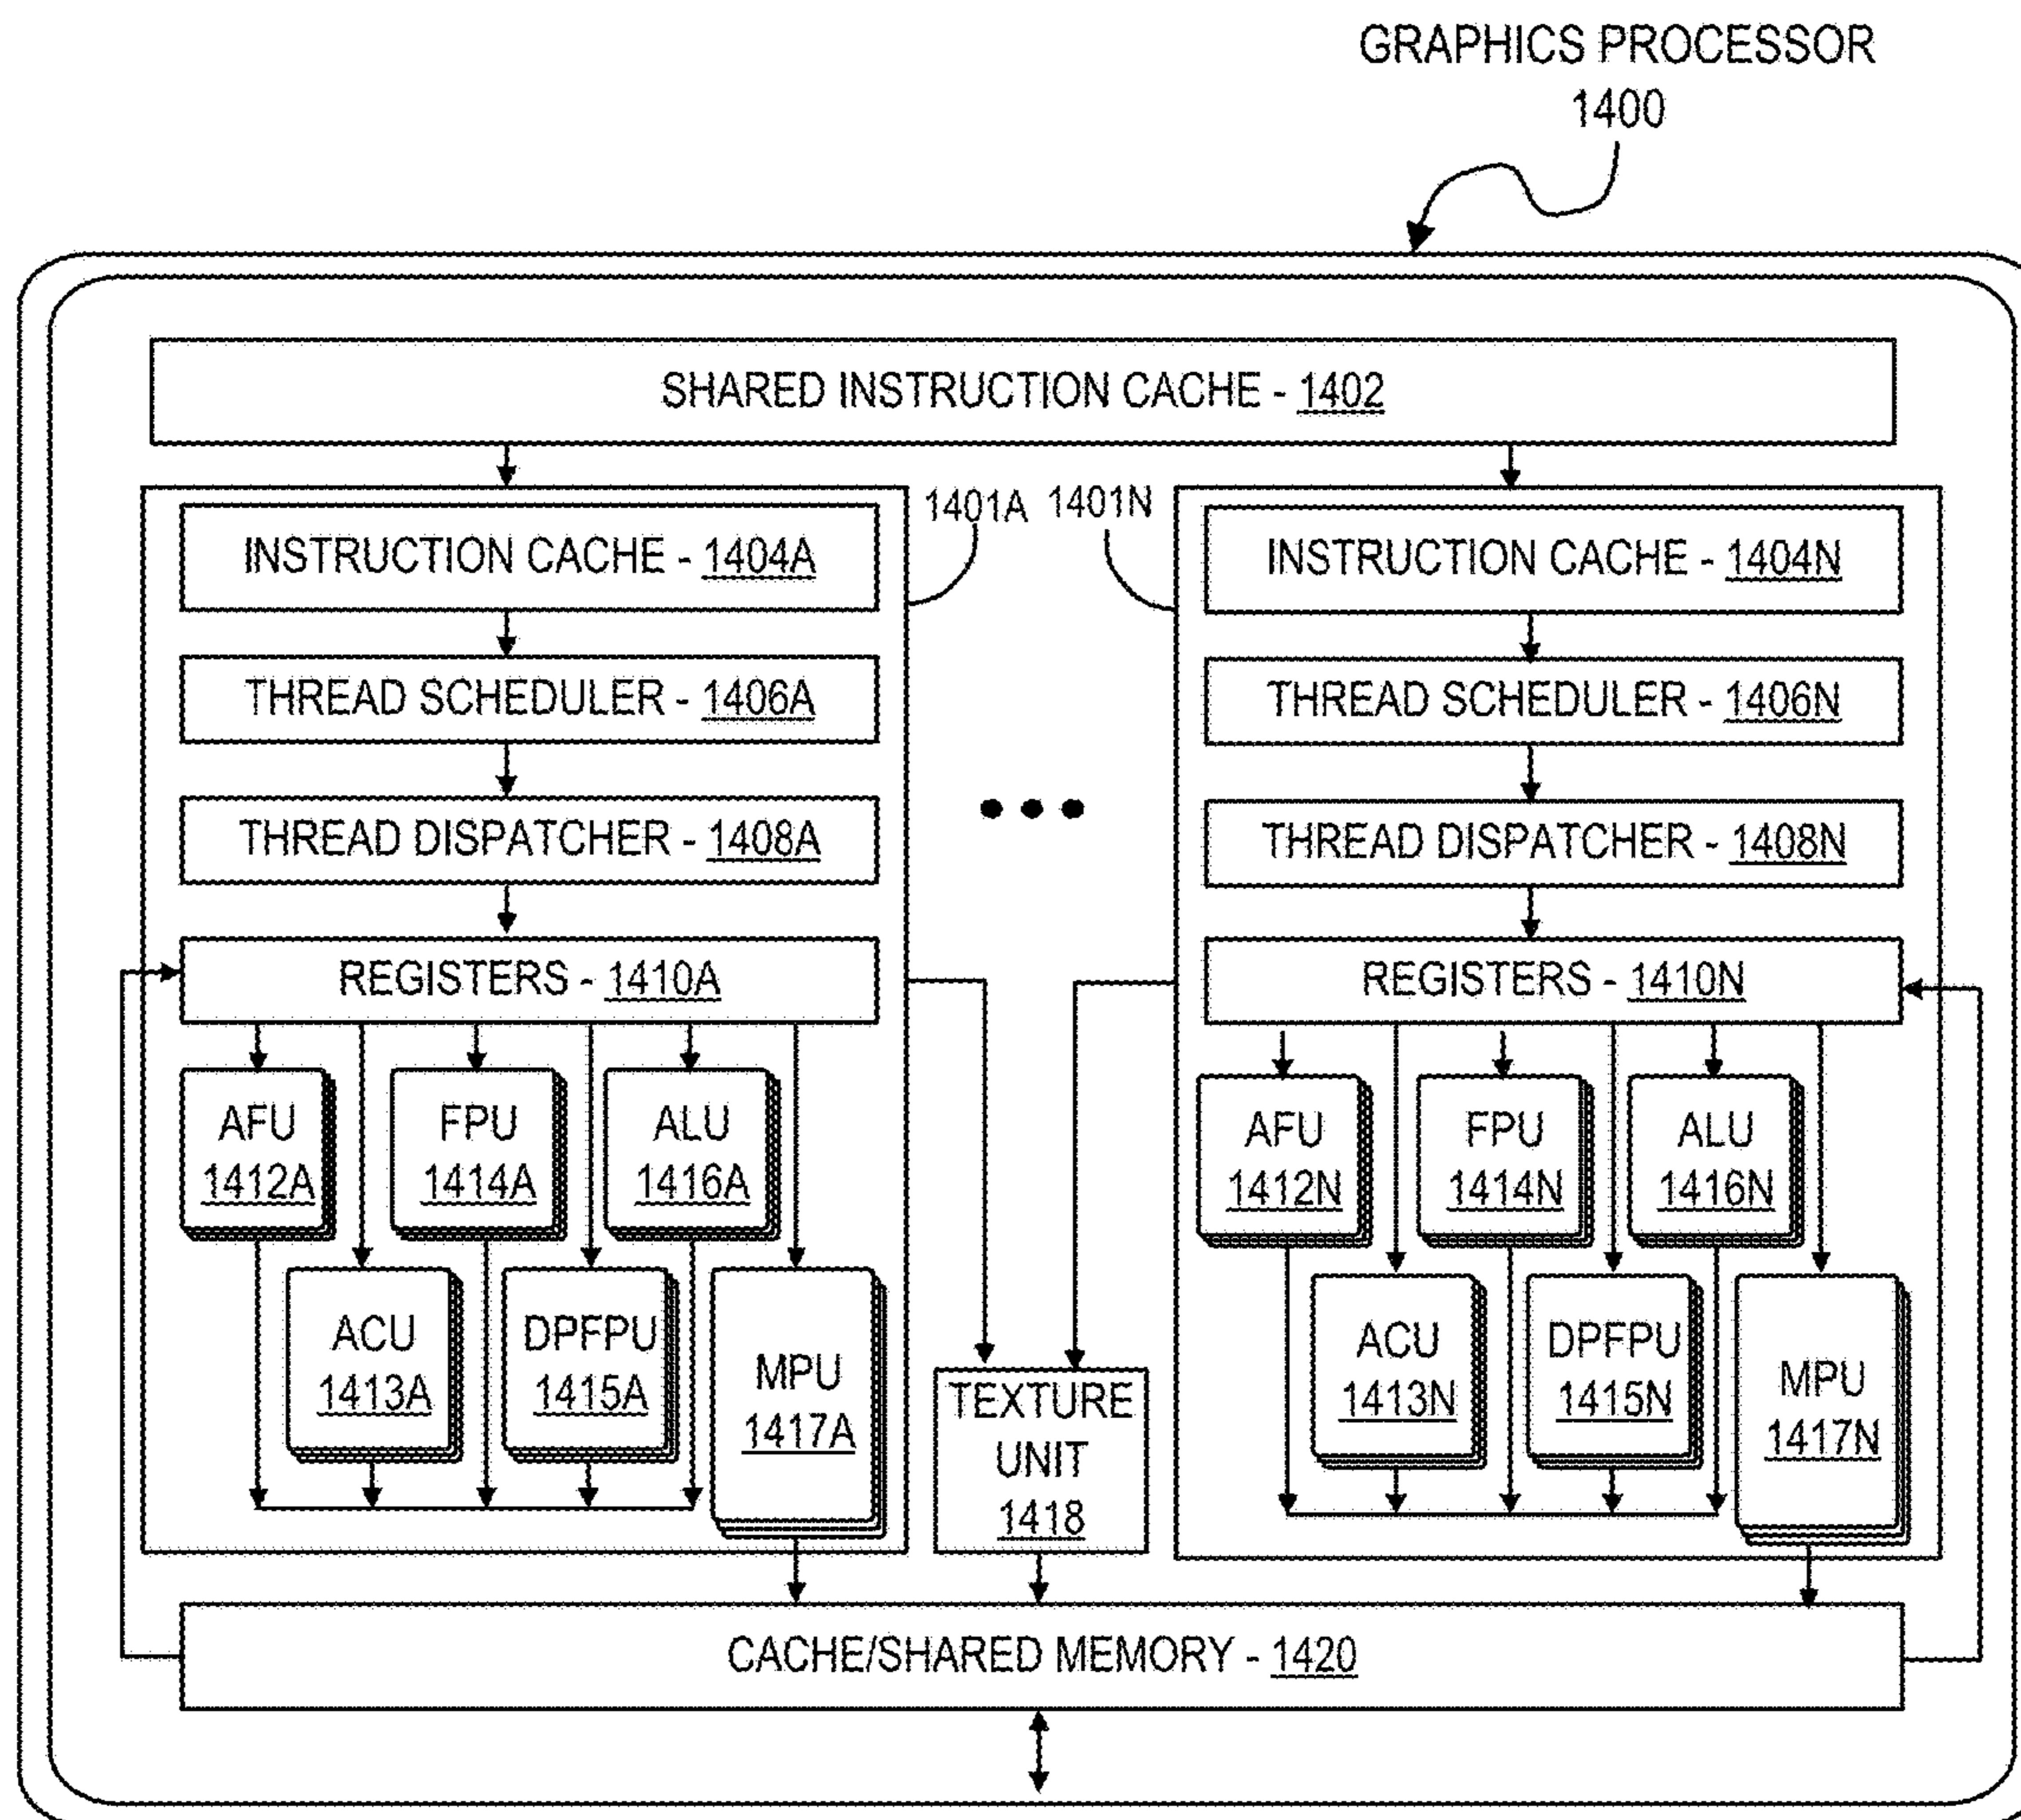 GRAPHICS PROCESSOR
1400
SHARED INSTRUCTION CACHE - 1402
1401A
1401N
INSTRUCTION CACHE - 1404A
THREAD SCHEDULER - 1406A
THREAD DISPATCHER - 1408A
REGISTERS - 1410A
AFU
1412A
FPU
1414A
ALU
1416A
ACU
1413A
DPFPU
1415A
MPU
1417A
TEXTURE
UNIT
1418
INSTRUCTION CACHE - 1404N
THREAD SCHEDULER - 1406N
THREAD DISPATCHER - 1408N
REGISTERS - 1410N
AFU
1412N
FPU
1414N
ALU
1416N
ACU
1413N
DPFPU
1415N
MPU
1417N
CACHE/SHARED MEMORY - 1420